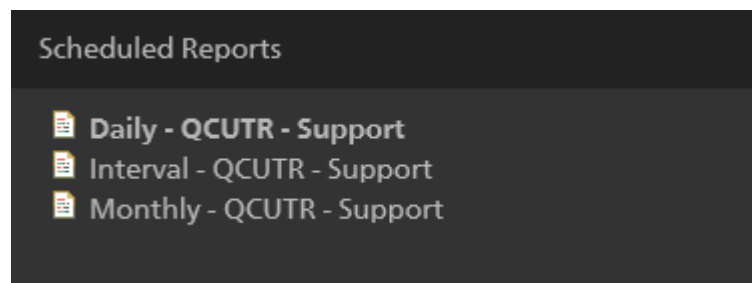 Scheduled Reports
Daily - QCUTR - Support
Interval - QCUTR - Support
Monthly - QCUTR - Support